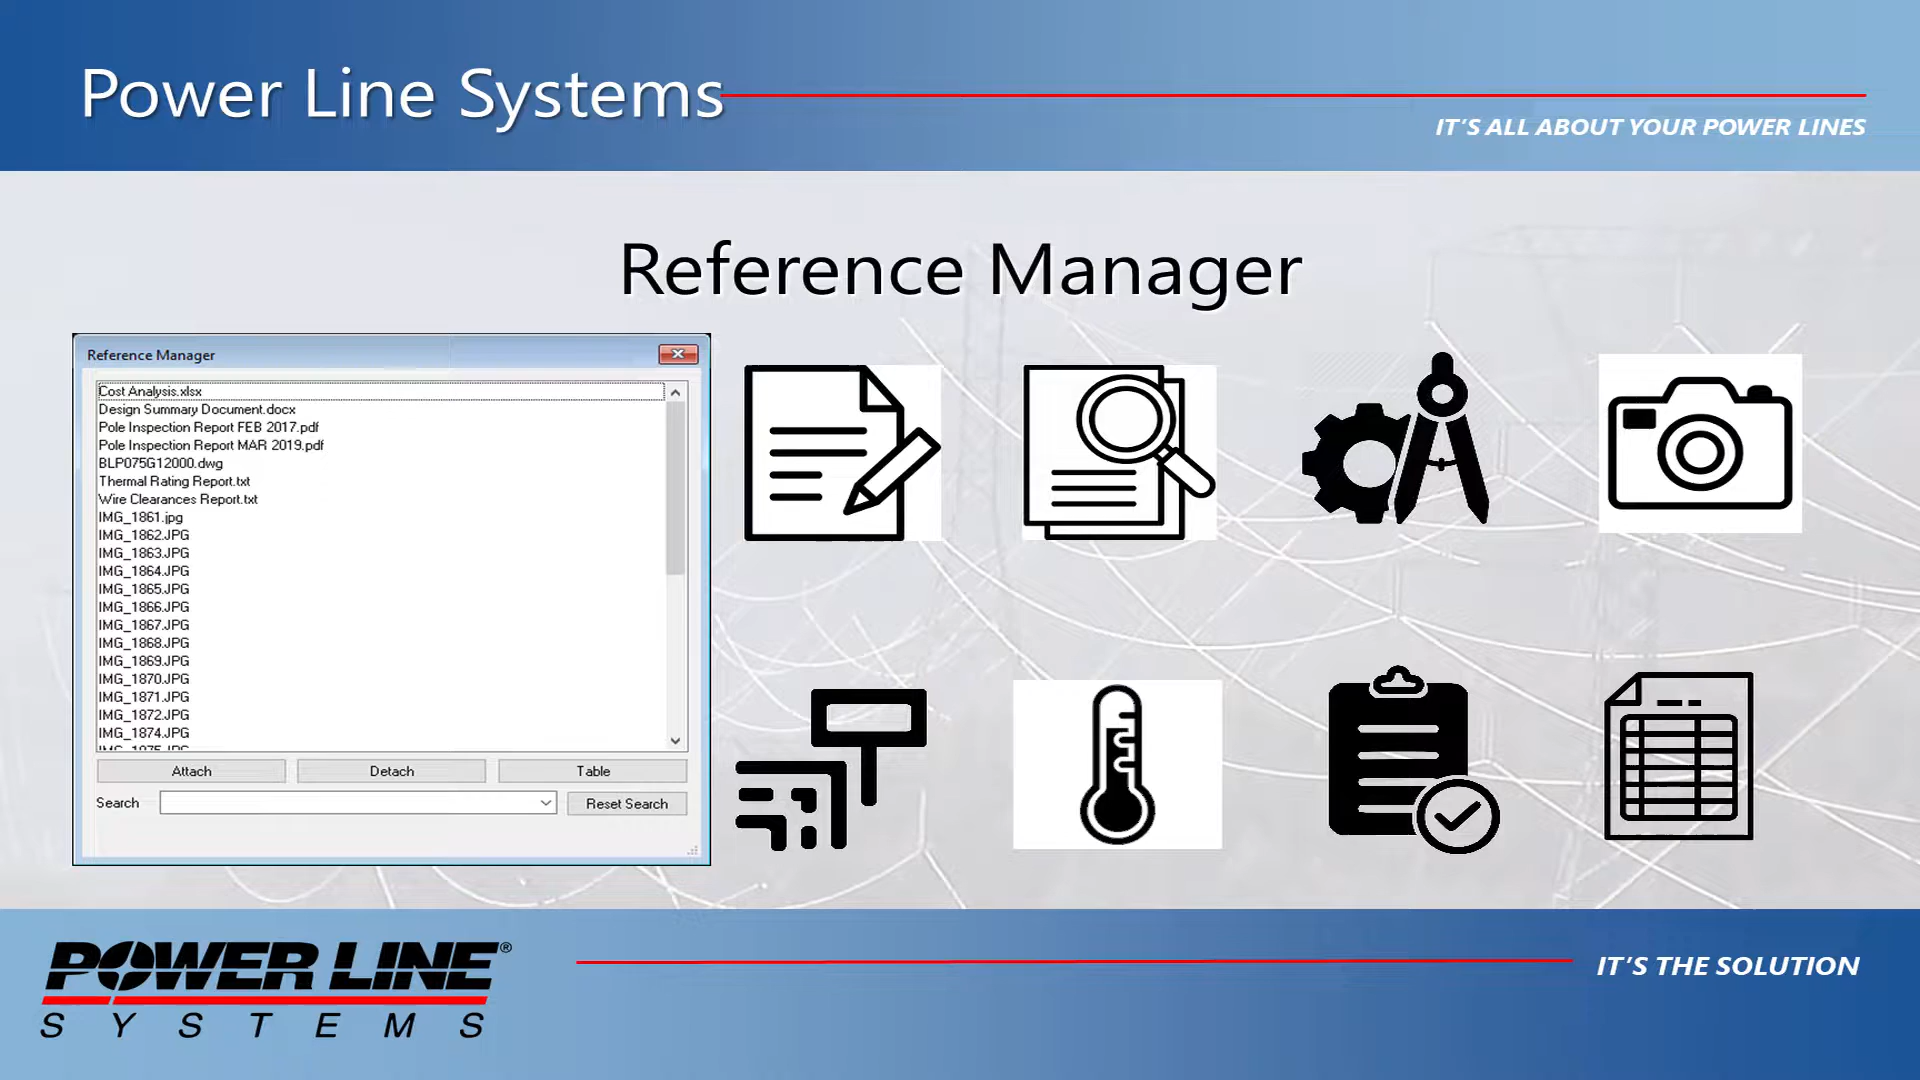 Power Line Systems
IT'S ALL ABOUT YOUR POWER LINES
Reference Manager
Reference Manager
Cost Analysis.xlsx
Design Summary Document.docx
Pole Inspection Report FEB 2017.pdf
Pole Inspection Report MAR 2019.pdf
BLP075G12000.dwg
Thermal Rating Report.txt
Wire Clearances Report.txt
IMG_1861.jpg
IMG_1862.JPG
IMG_1863.JPG
IMG_1864.JPG
IMG_1865.JPG
IMG_1866.JPG
IMG_1867.JPG
IMG_1868.JPG
IMG_1869.JPG
IMG_1870.JPG
IMG_1871.JPG
IMG_1872.JPG
IMG_1874.JPG
Attach Detach Table
Search Reset Search
POWER LINE®
SYSTEMS
IT'S THE SOLUTION